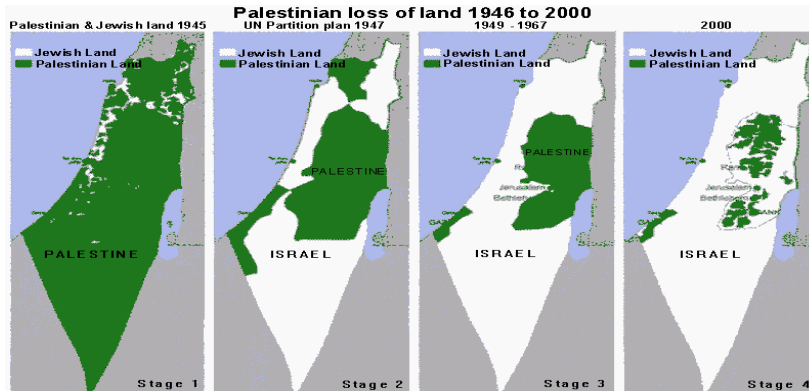 Palestinian loss of land 1946 to 2000
Palestinian & Jewish land 1945
UN Partition plan 1947
1949 -1967
2000
Jewish Land
Palestinian Land
PALESTINE
Stage 1
Jewish Land
Palestinian Land
PALESTINE
ISRAEL
Stage 2
Jewish Land
Palestinian Land
PALESTINE
Jerusalem
ISRAEL
Stage 3
Jewish Land
Palestinian Land
Jerusalem
Bethlehem
ISRAEL
Stage 4